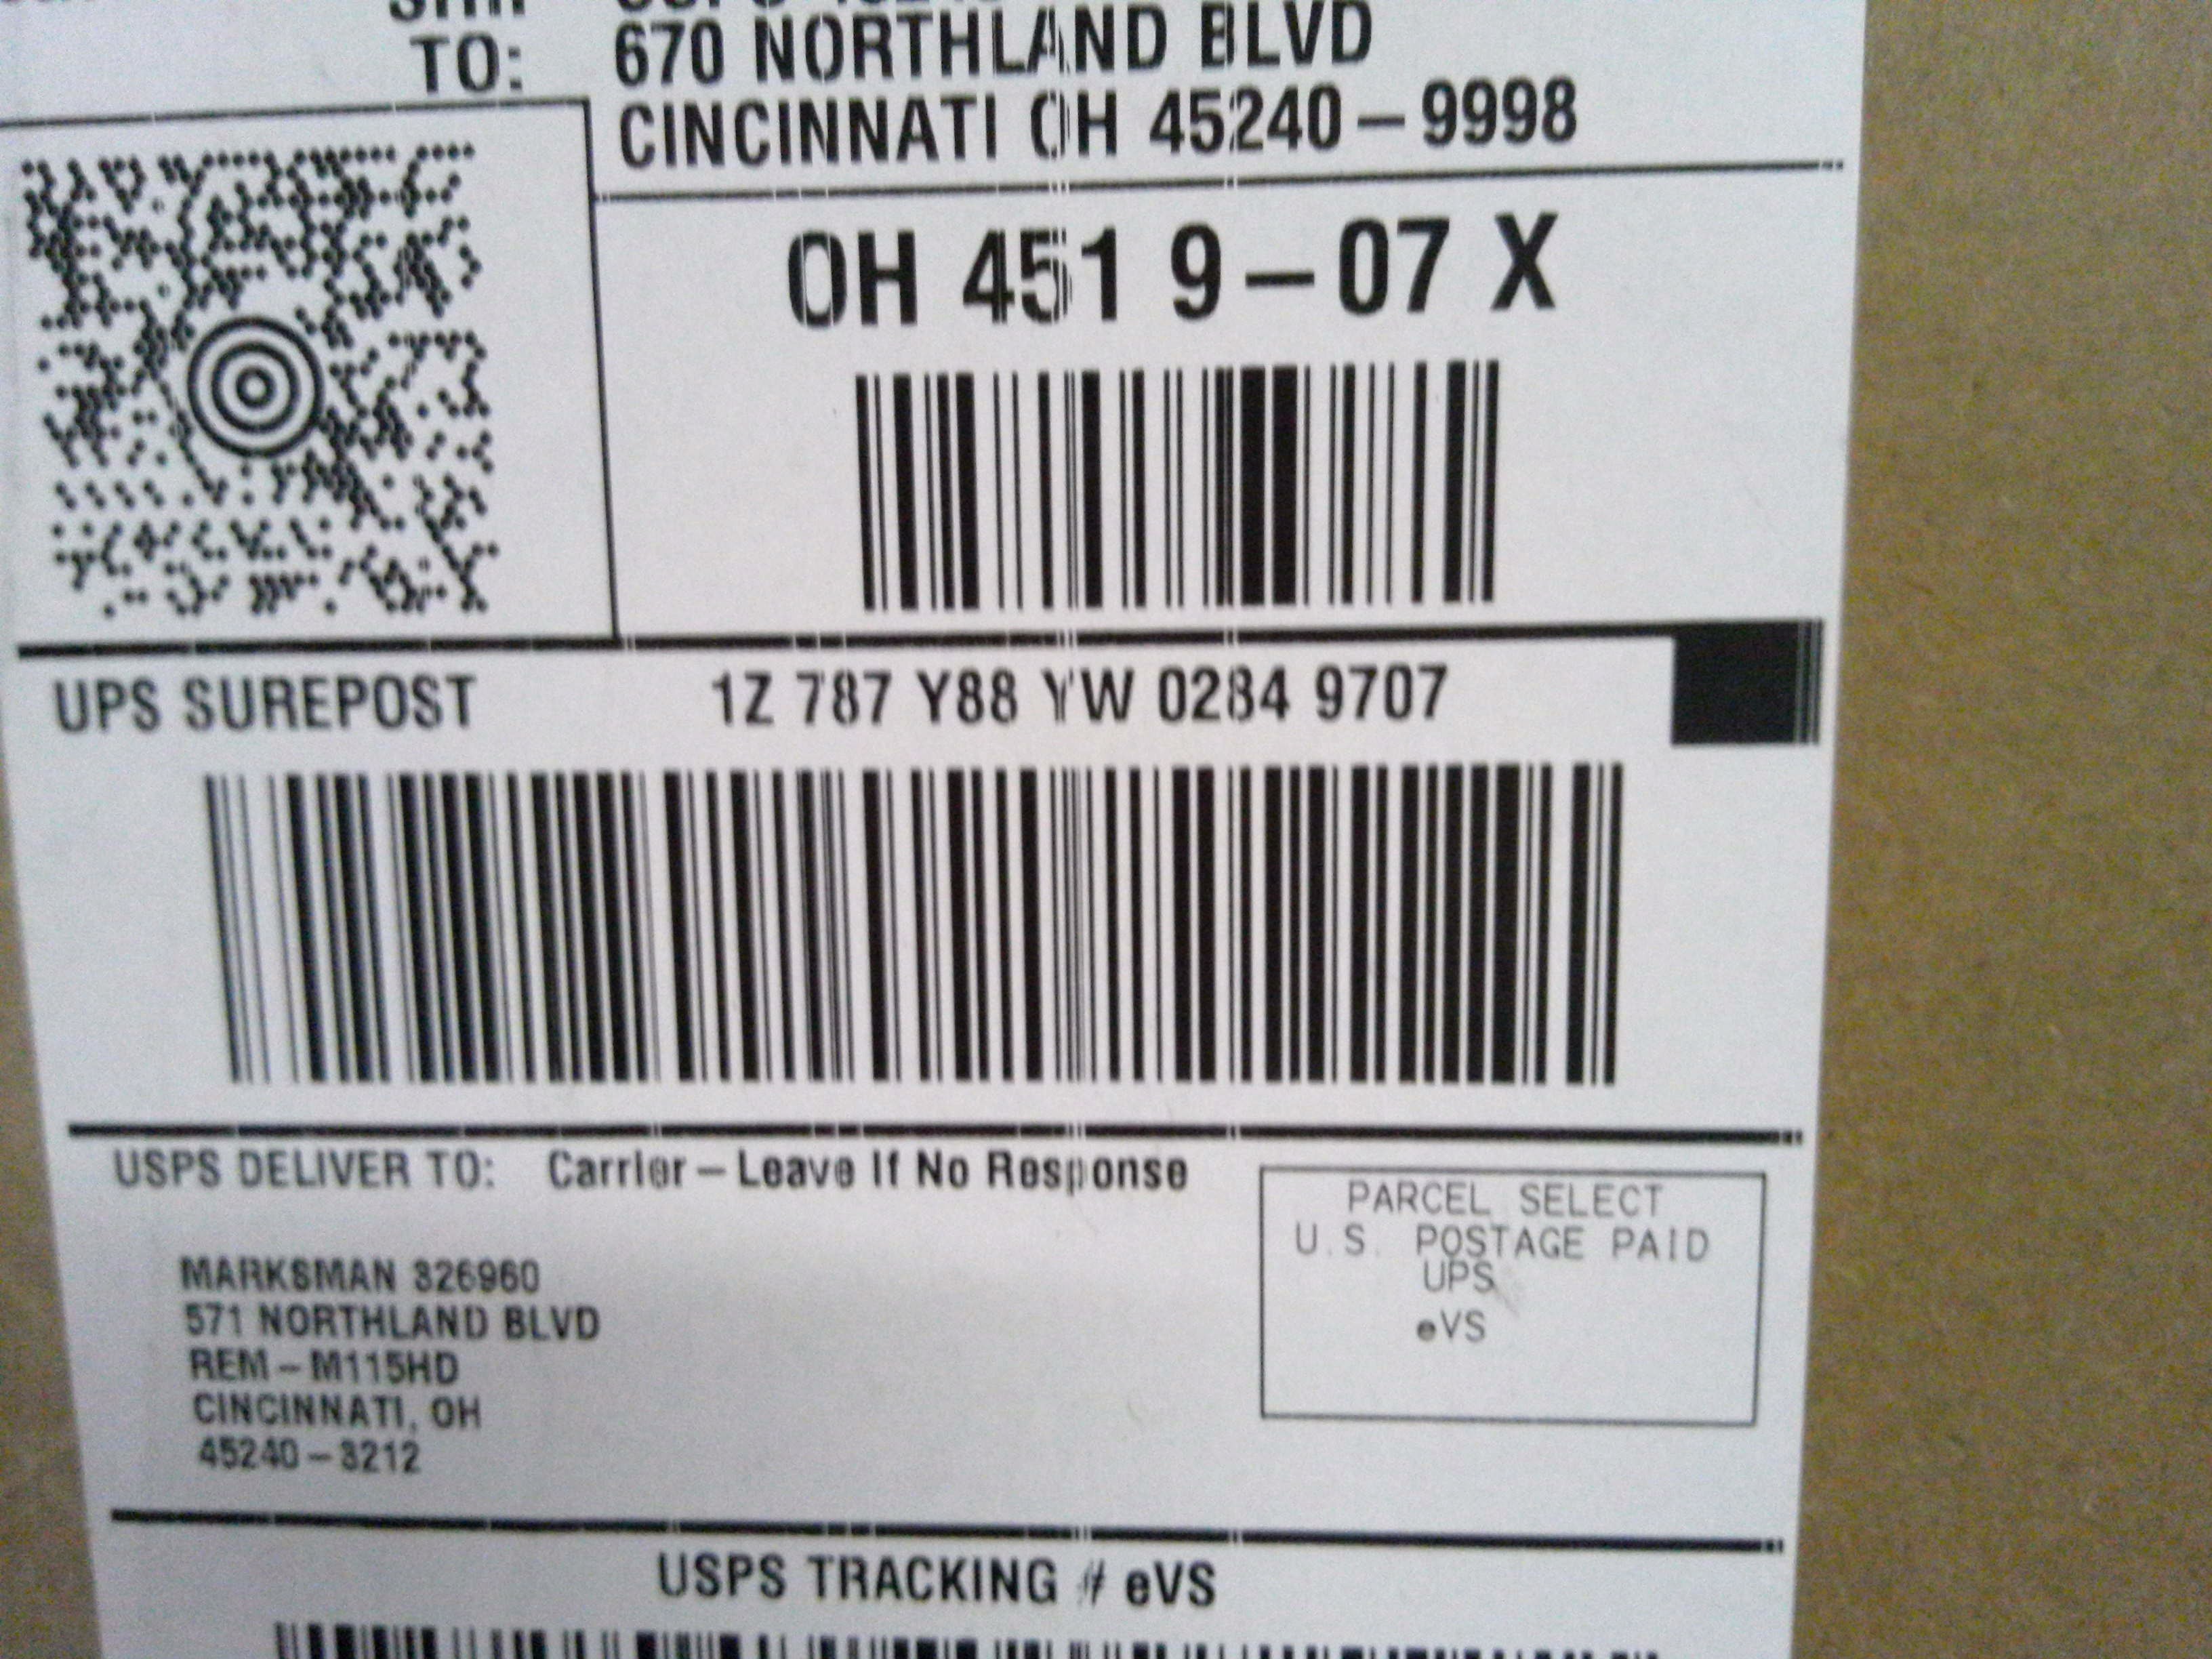 TO:
670 NORTHLAND BLVD
CINCINNATI OH 45240-9998
OH 451 9-07 X
UPS SUREPOST
1Z 787 Y88 YW 0284 9707
USPS DELIVER TO: Carrier-Leave If No Response
PARCEL SELECT
U.S. POSTAGE PAID
UPS
eVS
MARKSMAN 326960
571 NORTHLAND BLVD
REM-M115HD
CINCINNATI, OH
45240-3212
USPS TRACKING # eVS